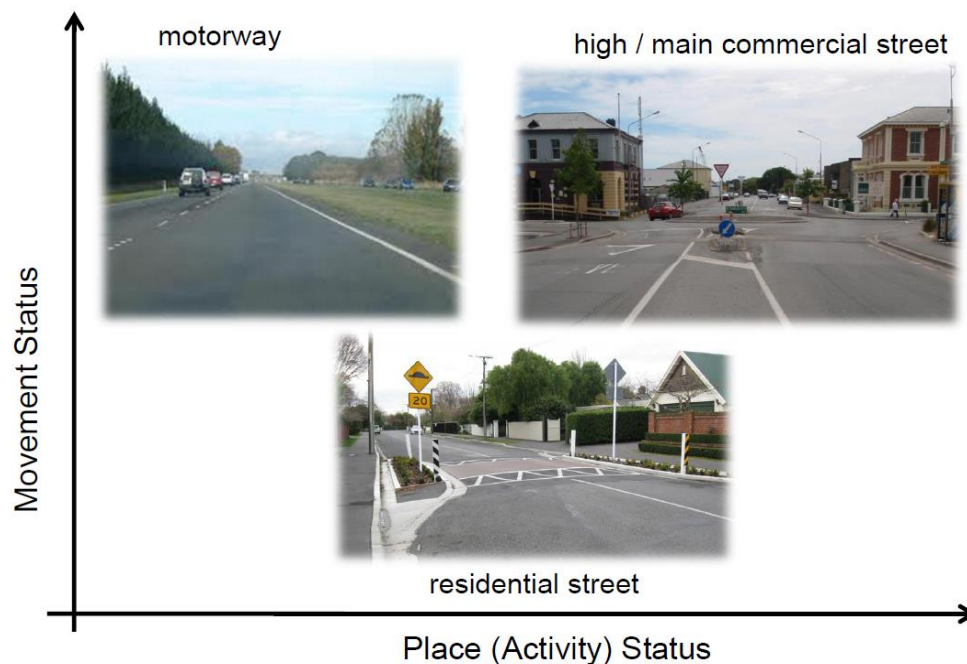 motorway
high / main commercial street
20
residential street
Movement Status
Place (Activity) Status